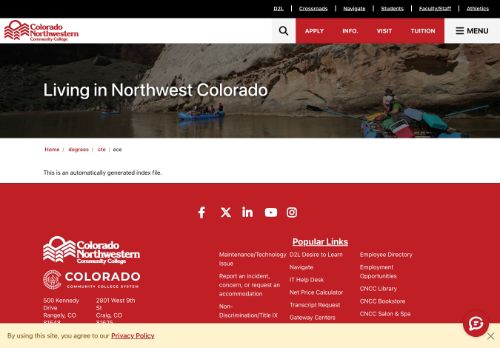 D2L
Crossroads
Navigate
Students
Faculty/Staff
Athletics
Colorado
Northwestern
Community College
APPLY
INFO.
VISIT
TUITION
MENU
Living in Northwest Colorado
Home / degrees / cte / ece
This is an automatically generated index file.
Colorado
Northwestern
Community College
COLORADO
COMMUNITY COLLEGE SYSTEM
500 Kennedy
Drive
Rangely, CO
81648
2801 West 9th
St
Craig, CO
81625
Maintenance/Technology
Issue
Report an incident,
concern, or request an
accommodation
Non-
Discrimination/Title IX
Popular Links
D2L Desire to Learn
Navigate
IT Help Desk
Net Price Calculator
Transcript Request
Gateway Centers
Employee Directory
Employment
Opportunities
CNCC Library
CNCC Bookstore
CNCC Salon & Spa
By using this site, you agree to our Privacy Policy